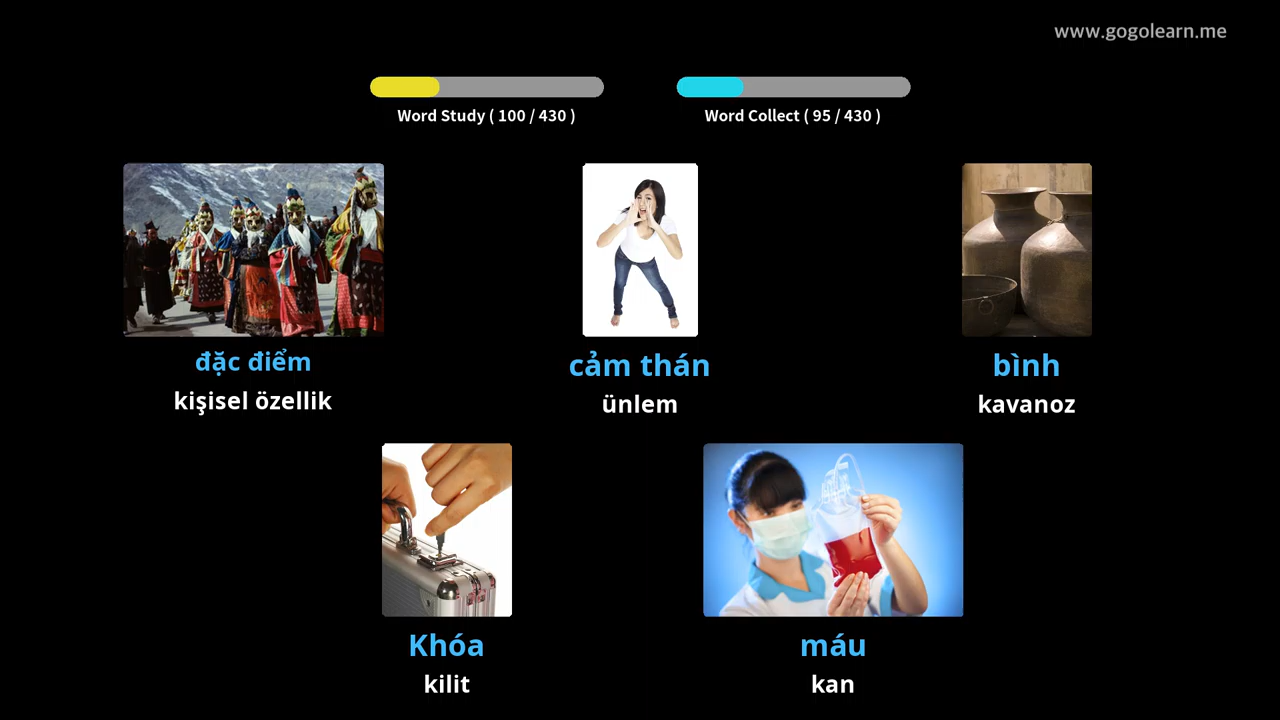 www.gogolearn.me
Word Study ( 100 / 430 )
Word Collect ( 95 / 430 )
đặc điểm
kişisel özellik
cảm thán
ünlem
bình
kavanoz
Khóa
kilit
máu
kan